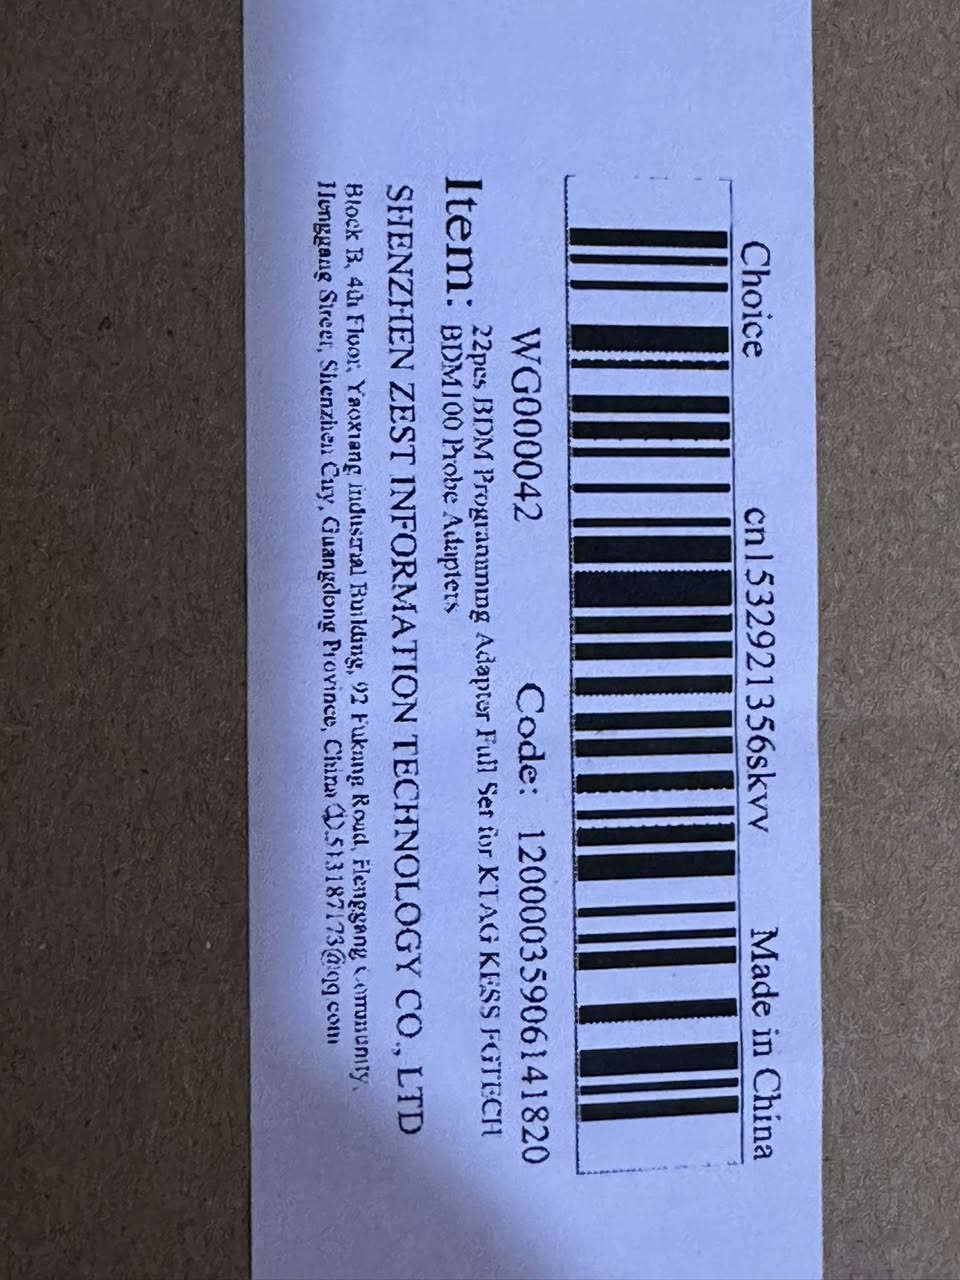 Choice cn1532921356skvv Made in China
WG000042 Code: 12000035906141820
Item: 22pcs BDM Programming Adapter Full Set for KTAG KESS FGTECH
BDM100 Probe Adapters
SHENZHEN ZEST INFORMATION TECHNOLOGY CO., LTD
Block B, 4th Floor, Yaoxiang industrial Building, 92 Fukang Road, Henggang Community,
Henggang Street, Shenzhen City, Guangdong Province, China